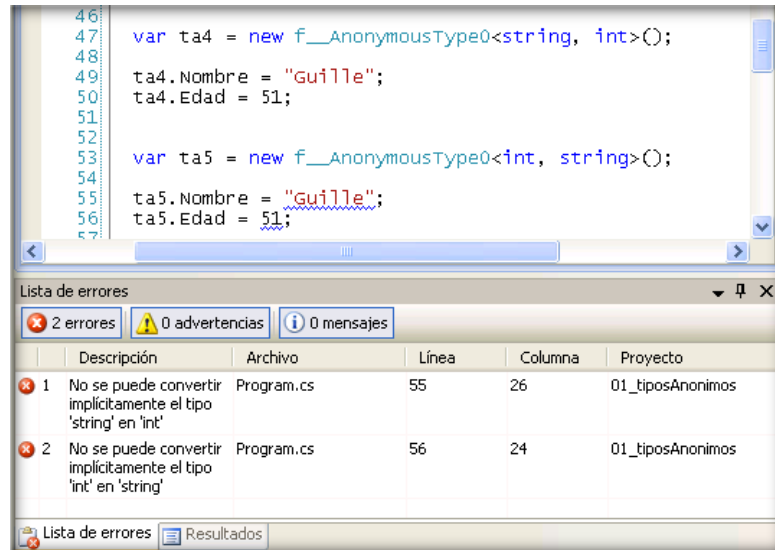 46
47 var ta4 = new f__AnonymousType0<string, int>();
48
49 ta4.Nombre = "Guille";
50 ta4.Edad = 51;
51
52
53 var ta5 = new f__AnonymousType0<int, string>();
54
55 ta5.Nombre = "Guille";
56 ta5.Edad = 51;
57
Lista de errores
2 errores 0 advertencias 0 mensajes
Descripción Archivo Línea Columna Proyecto
1 No se puede convertir Program.cs 55 26 01_tiposAnonimos
implícitamente el tipo
'string' en 'int'
2 No se puede convertir Program.cs 56 24 01_tiposAnonimos
implícitamente el tipo
'int' en 'string'
Lista de errores Resultados